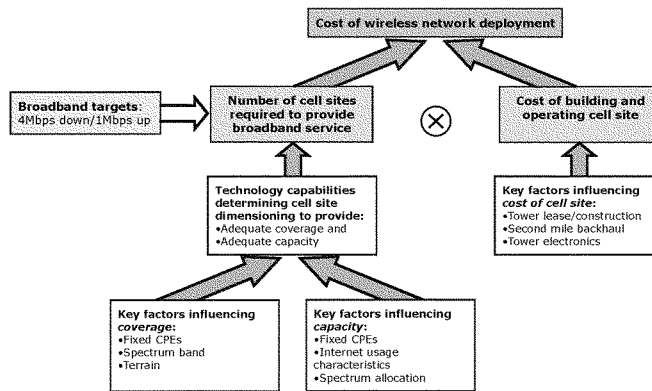 Cost of wireless network deployment
Broadband targets:
4Mbps down/1Mbps up
Number of cell sites
required to provide
broadband service
Cost of building and
operating cell site
Technology capabilities
determining cell site
dimensioning to provide:
•Adequate coverage and
•Adequate capacity
Key factors influencing
cost of cell site:
•Tower lease/construction
•Second mile backhaul
•Tower electronics
Key factors influencing
coverage:
•Fixed CPEs
•Spectrum band
•Terrain
Key factors influencing
capacity:
•Fixed CPEs
•Internet usage
characteristics
•Spectrum allocation